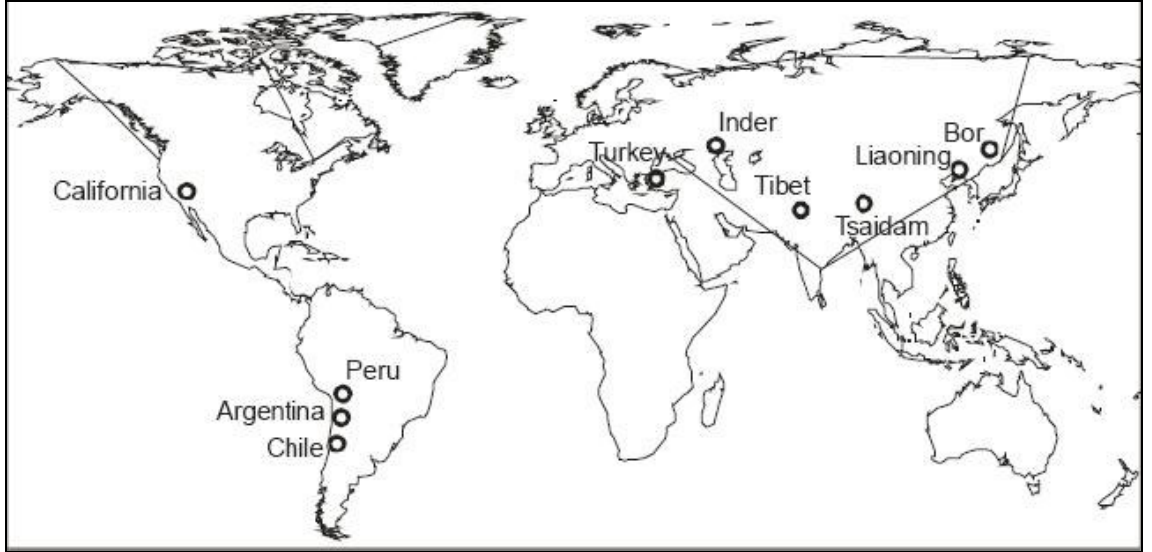 Inder
Bor
Turkey
Liaoning
California
Tibet
Tsaidam
Peru
Argentina
Chile